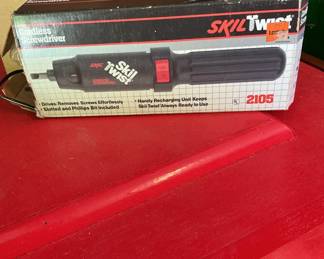 Cordless
Screwdriver
SKIL Twist
SKIL
Skil
Twist
• Drives, Removes Screws Effortlessly
• Slotted and Phillips Bit Included
• Handy Recharging Unit Keeps
Skil Twist Always Ready to Use
2105